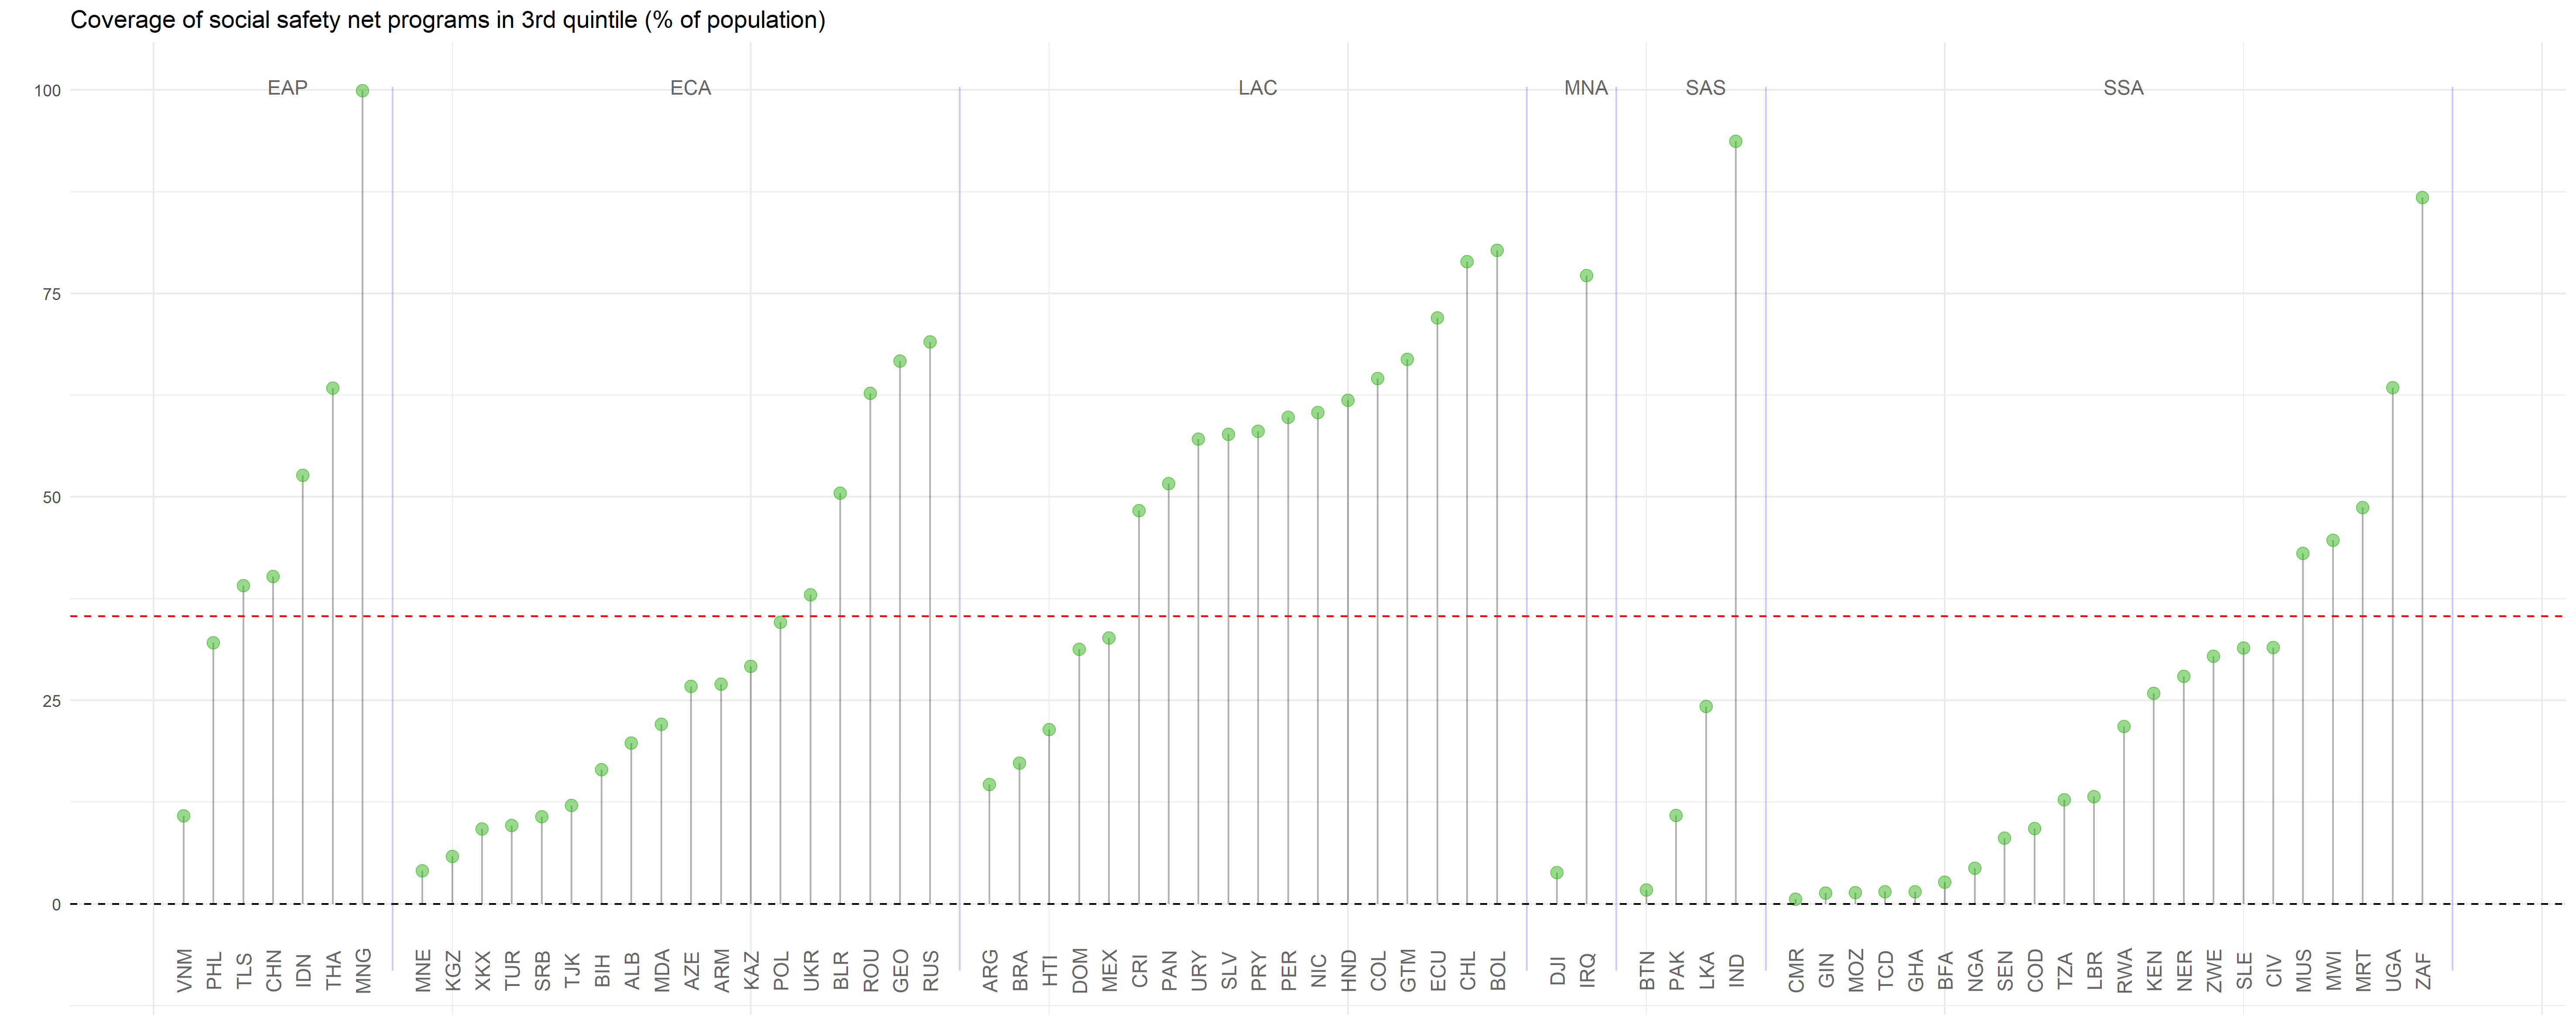 Coverage of social safety net programs in 3rd quintile (% of population)
EAP ECA LAC MNA SAS SSA
100
75
50
25
0
VNM PHL TLS CHN IDN THA MNG MNE KGZ XKX TUR SRB TJK BIH ALB MDA AZE ARM KAZ POL UKR BLR ROU GEO RUS ARG BRA HTI DOM MEX CRI PAN URY SLV PRY PER NIC HND COL GTM ECU CHL BOL DJI IRQ BTN PAK LKA IND CMR GIN MOZ TCD GHA BFA NGA SEN COD TZA LBR RWA KEN NER ZWE SLE CIV MUS MWI MRT UGA ZAF